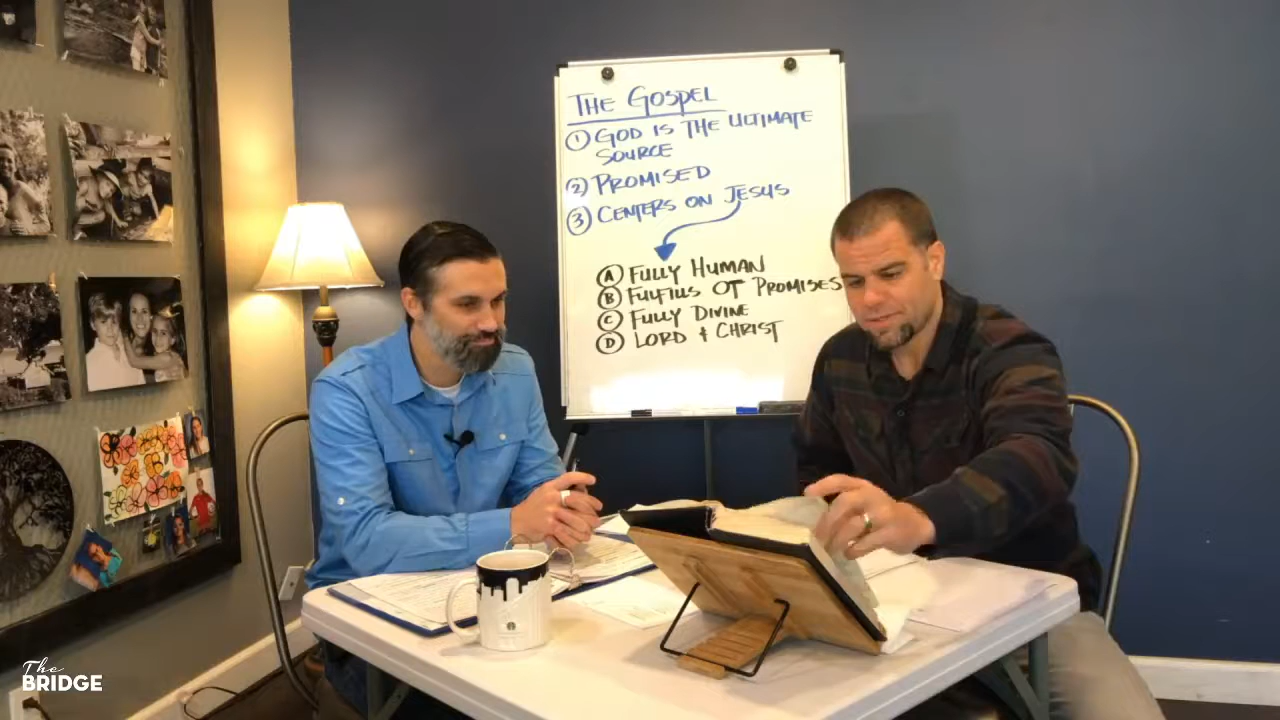 THE GOSPEL
① GOD IS THE ULTIMATE
SOURCE
② PROMISED
③ CENTERS ON JESUS
Ⓐ FULLY HUMAN
Ⓑ FULFILLS OT PROMISES
Ⓒ FULLY DIVINE
Ⓓ LORD & CHRIST
The
BRIDGE